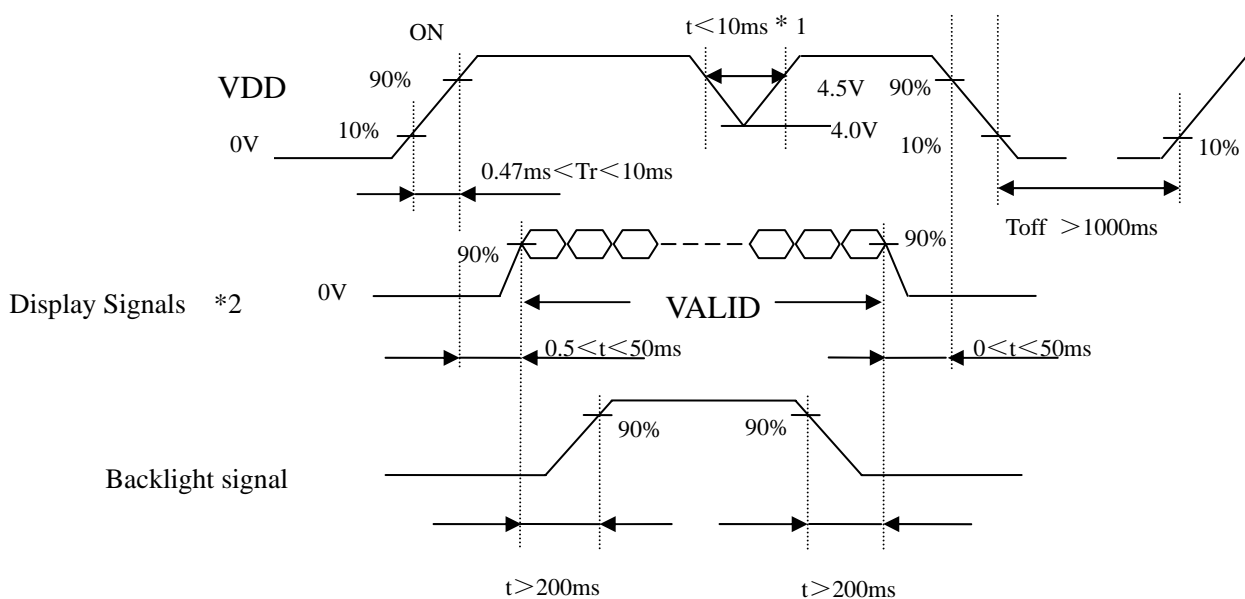 t＜10ms * 1
ON
90%
VDD
4.5V
90%
10%
0V
4.0V
10%
10%
0.47ms＜Tr＜10ms
Toff ＞1000ms
90%
90%
0V
Display Signals *2
VALID
0.5＜t＜50ms
0＜t＜50ms
90%
90%
Backlight signal
t＞200ms
t＞200ms